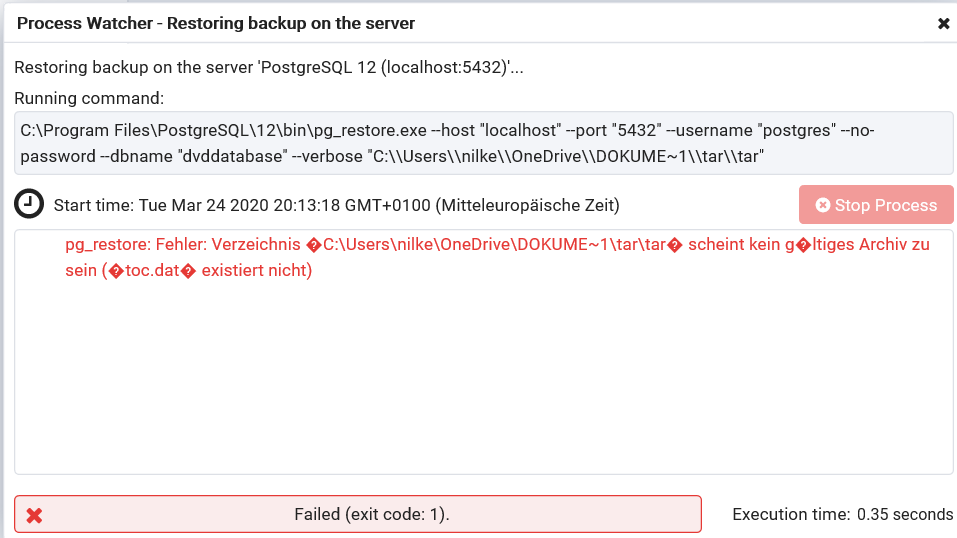 Process Watcher - Restoring backup on the server
Restoring backup on the server 'PostgreSQL 12 (localhost:5432)'...
Running command:
C:\Program Files\PostgreSQL\12\bin\pg_restore.exe --host "localhost" --port "5432" --username "postgres" --no-
password --dbname "dvddatabase" --verbose "C:\\Users\\nilke\\OneDrive\\DOKUME~1\\tar\\tar"
Start time: Tue Mar 24 2020 20:13:18 GMT+0100 (Mitteleuropäische Zeit)
Stop Process
pg_restore: Fehler: Verzeichnis �C:\Users\nilke\OneDrive\DOKUME~1\tar\tar� scheint kein g�ltiges Archiv zu
sein (�toc.dat� existiert nicht)
Failed (exit code: 1).
Execution time: 0.35 seconds